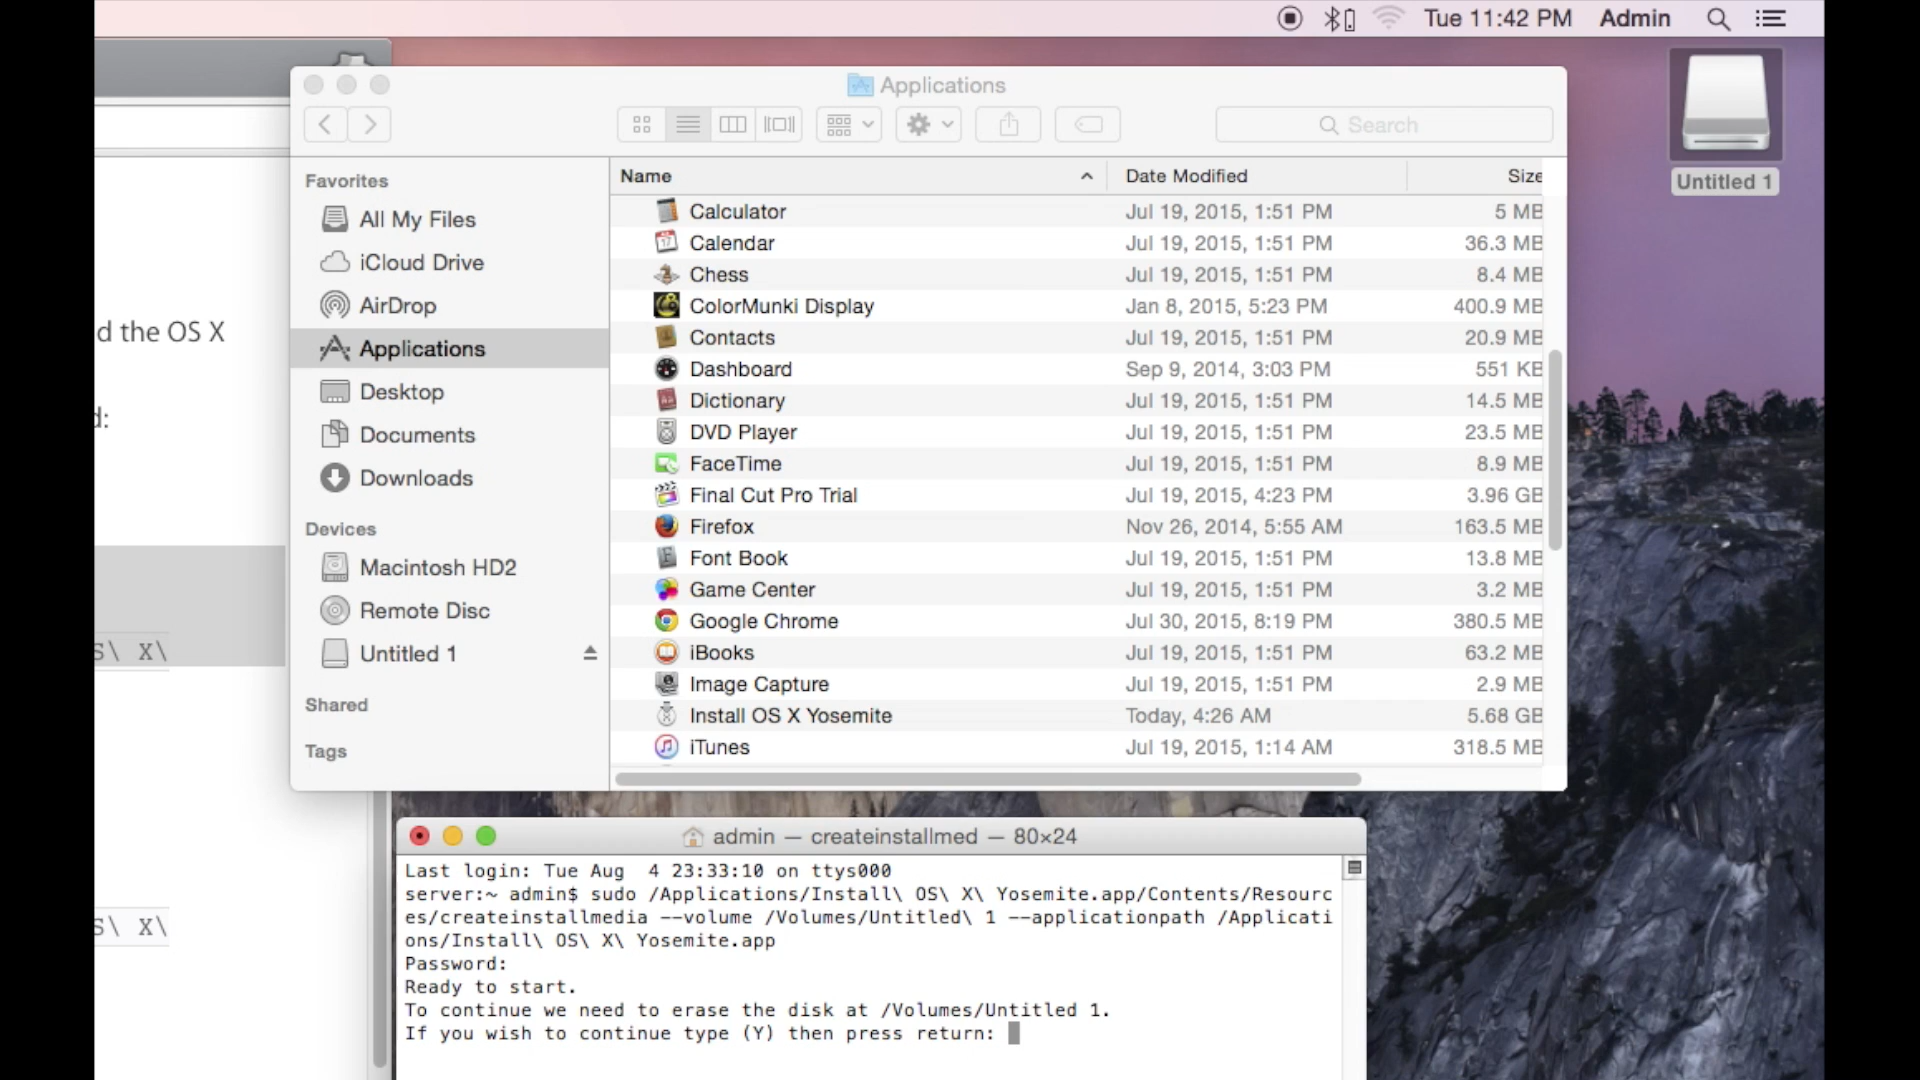 Tue 11:42 PM Admin
Applications
Search
Untitled 1
Favorites
All My Files
iCloud Drive
AirDrop
Applications
Desktop
Documents
Downloads
Devices
Macintosh HD2
Remote Disc
Untitled 1
Shared
Tags
Name Date Modified Size
Calculator Jul 19, 2015, 1:51 PM 5 MB
Calendar Jul 19, 2015, 1:51 PM 36.3 MB
Chess Jul 19, 2015, 1:51 PM 8.4 MB
ColorMunki Display Jan 8, 2015, 5:23 PM 400.9 MB
Contacts Jul 19, 2015, 1:51 PM 20.9 MB
Dashboard Sep 9, 2014, 3:03 PM 551 KB
Dictionary Jul 19, 2015, 1:51 PM 14.5 MB
DVD Player Jul 19, 2015, 1:51 PM 23.5 MB
FaceTime Jul 19, 2015, 1:51 PM 8.9 MB
Final Cut Pro Trial Jul 19, 2015, 4:23 PM 3.96 GB
Firefox Nov 26, 2014, 5:55 AM 163.5 MB
Font Book Jul 19, 2015, 1:51 PM 13.8 MB
Game Center Jul 19, 2015, 1:51 PM 3.2 MB
Google Chrome Jul 30, 2015, 8:19 PM 380.5 MB
iBooks Jul 19, 2015, 1:51 PM 63.2 MB
Image Capture Jul 19, 2015, 1:51 PM 2.9 MB
Install OS X Yosemite Today, 4:26 AM 5.68 GB
iTunes Jul 19, 2015, 1:14 AM 318.5 MB
d the OS X
d:
S\ X\
S\ X\
admin — createinstallmed — 80×24
Last login: Tue Aug  4 23:33:10 on ttys000
server:~ admin$ sudo /Applications/Install\ OS\ X\ Yosemite.app/Contents/Resourc
es/createinstallmedia --volume /Volumes/Untitled\ 1 --applicationpath /Applicati
ons/Install\ OS\ X\ Yosemite.app
Password:
Ready to start.
To continue we need to erase the disk at /Volumes/Untitled 1.
If you wish to continue type (Y) then press return: